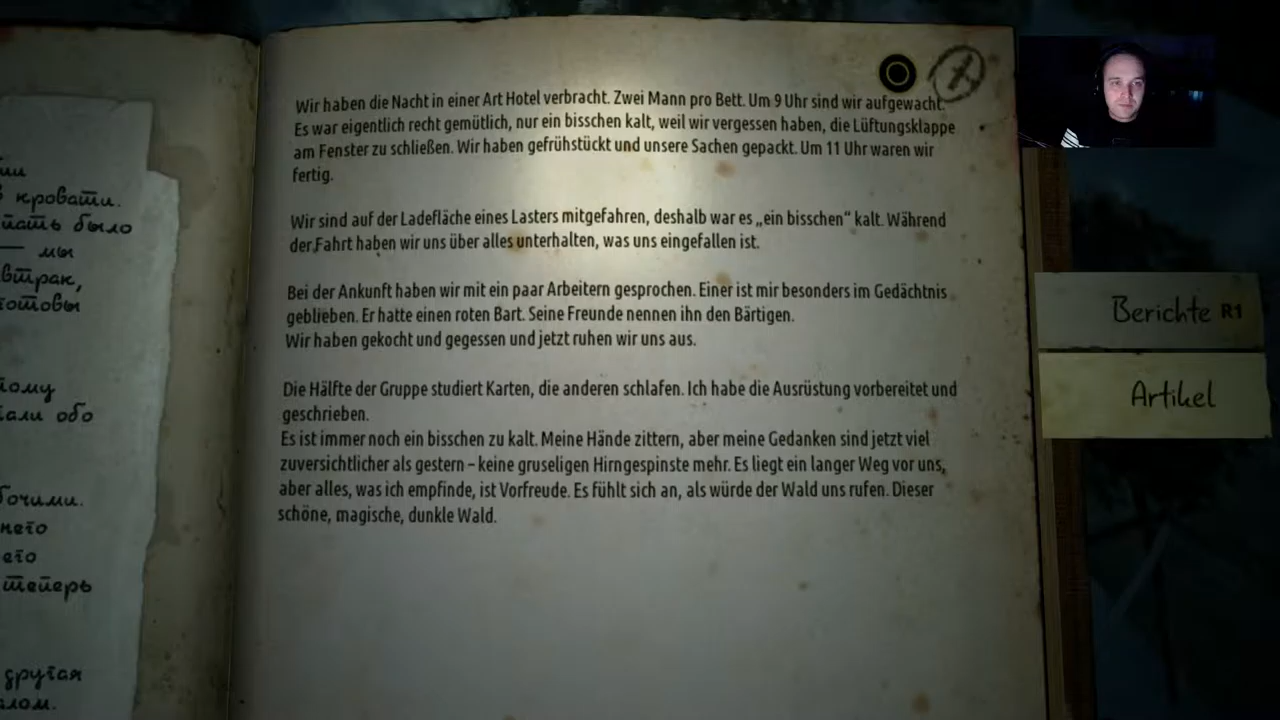 кровати.
было
— мы
втрак,
отовы
обо
него
его
теперь
другая
Wir haben die Nacht in einer Art Hotel verbracht. Zwei Mann pro Bett. Um 9 Uhr sind wir aufgewacht.
Es war eigentlich recht gemütlich, nur ein bisschen kalt, weil wir vergessen haben, die Lüftungsklappe
am Fenster zu schließen. Wir haben gefrühstückt und unsere Sachen gepackt. Um 11 Uhr waren wir
fertig.
Wir sind auf der Ladefläche eines Lasters mitgefahren, deshalb war es „ein bisschen“ kalt. Während
der Fahrt haben wir uns über alles unterhalten, was uns eingefallen ist.
Bei der Ankunft haben wir mit ein paar Arbeitern gesprochen. Einer ist mir besonders im Gedächtnis
geblieben. Er hatte einen roten Bart. Seine Freunde nennen ihn den Bärtigen.
Wir haben gekocht und gegessen und jetzt ruhen wir uns aus.
Die Hälfte der Gruppe studiert Karten, die anderen schlafen. Ich habe die Ausrüstung vorbereitet und
geschrieben.
Es ist immer noch ein bisschen zu kalt. Meine Hände zittern, aber meine Gedanken sind jetzt viel
zuversichtlicher als gestern – keine gruseligen Hirngespinste mehr. Es liegt ein langer Weg vor uns,
aber alles, was ich empfinde, ist Vorfreude. Es fühlt sich an, als würde der Wald uns rufen. Dieser
schöne, magische, dunkle Wald.
Berichte R1
Artikel